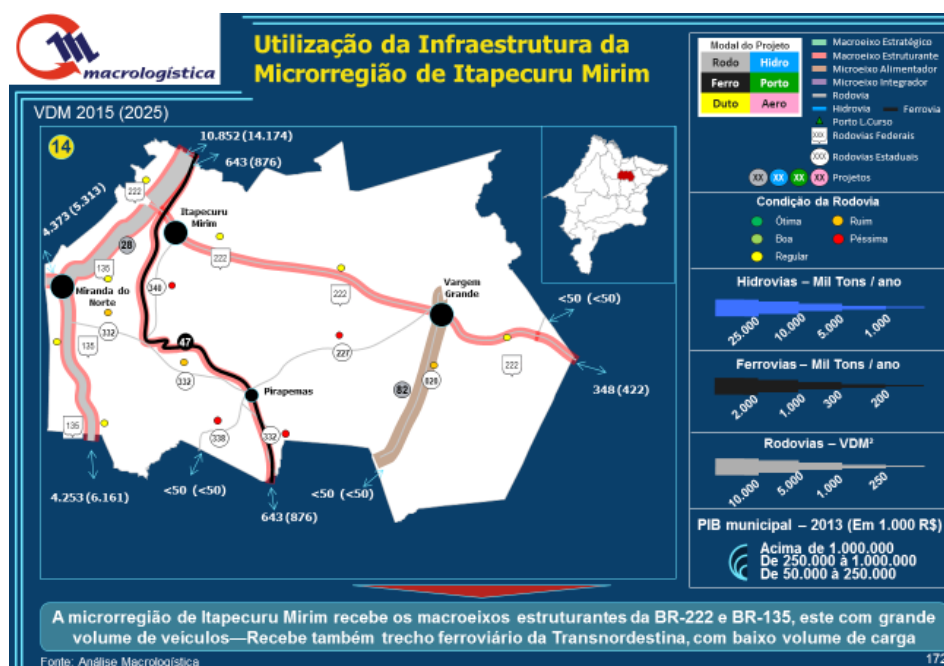 macrologística
Utilização da Infraestrutura da
Microrregião de Itapecuru Mirim
Modal do Projeto
Rodo Hidro
Ferro Porto
Duto Aero
Macroeixo Estratégico
Macroeixo Estruturante
Microeixo Alimentador
Microeixo Integrador
Rodovia
Hidrovia Ferrovia
Porto L.Curso
XXX Rodovias Federais
XXX Rodovias Estaduais
XX XX XX XX Projetos
VDM 2015 (2025)
14
10.852 (14.174)
643 (876)
4.373 (5.313)
222
Itapecuru
Mirim
28
222
135
340
222
Miranda do
Norte
Vargem
Grande
<50 (<50)
332
135
47
227
222
332
82
020
348 (422)
Pirapemas
135
338
332
4.253 (6.161)
<50 (<50)
643 (876)
<50 (<50)
Condição da Rodovia
Ótima Ruim
Boa Péssima
Regular
Hidrovias – Mil Tons / ano
25.000 10.000 5.000 1.000
Ferrovias – Mil Tons / ano
2.000 1.000 300 200
Rodovias – VDM²
10.000 5.000 1.000 250
PIB municipal – 2013 (Em 1.000 R$)
Acima de 1.000.000
De 250.000 à 1.000.000
De 50.000 à 250.000
A microrregião de Itapecuru Mirim recebe os macroeixos estruturantes da BR-222 e BR-135, este com grande
volume de veículos—Recebe também trecho ferroviário da Transnordestina, com baixo volume de carga
Fonte: Análise Macrologística
172